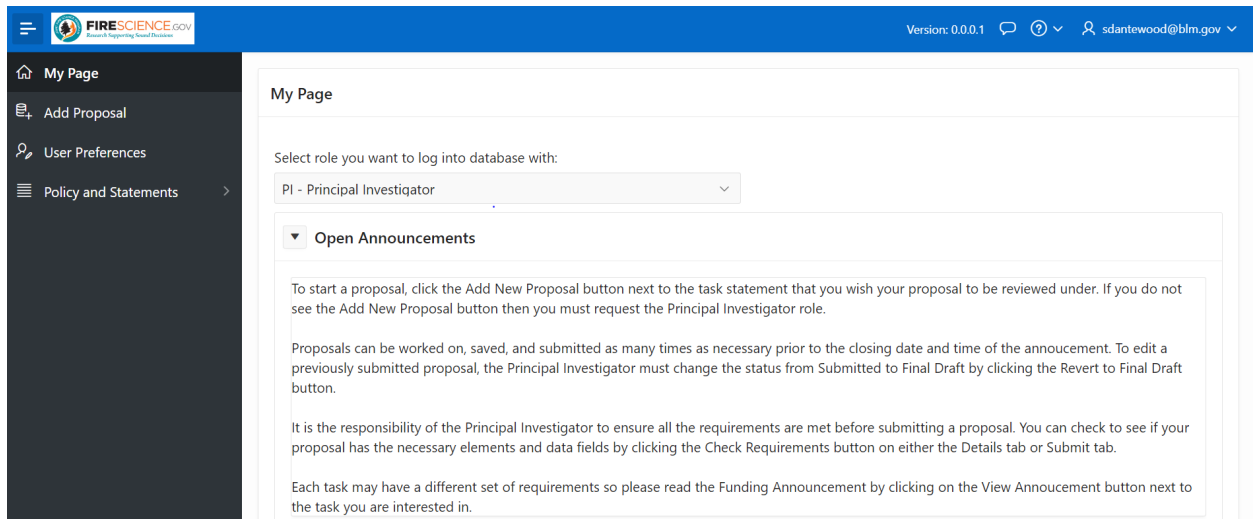 FIRESCIENCE.GOV
Research Supporting Sound Decisions
Version: 0.0.0.1
sdantewood@blm.gov
My Page
Add Proposal
User Preferences
Policy and Statements
My Page
Select role you want to log into database with:
PI - Principal Investigator
Open Announcements
To start a proposal, click the Add New Proposal button next to the task statement that you wish your proposal to be reviewed under. If you do not
see the Add New Proposal button then you must request the Principal Investigator role.
Proposals can be worked on, saved, and submitted as many times as necessary prior to the closing date and time of the annoucement. To edit a
previously submitted proposal, the Principal Investigator must change the status from Submitted to Final Draft by clicking the Revert to Final Draft
button.
It is the responsibility of the Principal Investigator to ensure all the requirements are met before submitting a proposal. You can check to see if your
proposal has the necessary elements and data fields by clicking the Check Requirements button on either the Details tab or Submit tab.
Each task may have a different set of requirements so please read the Funding Announcement by clicking on the View Annoucement button next to
the task you are interested in.